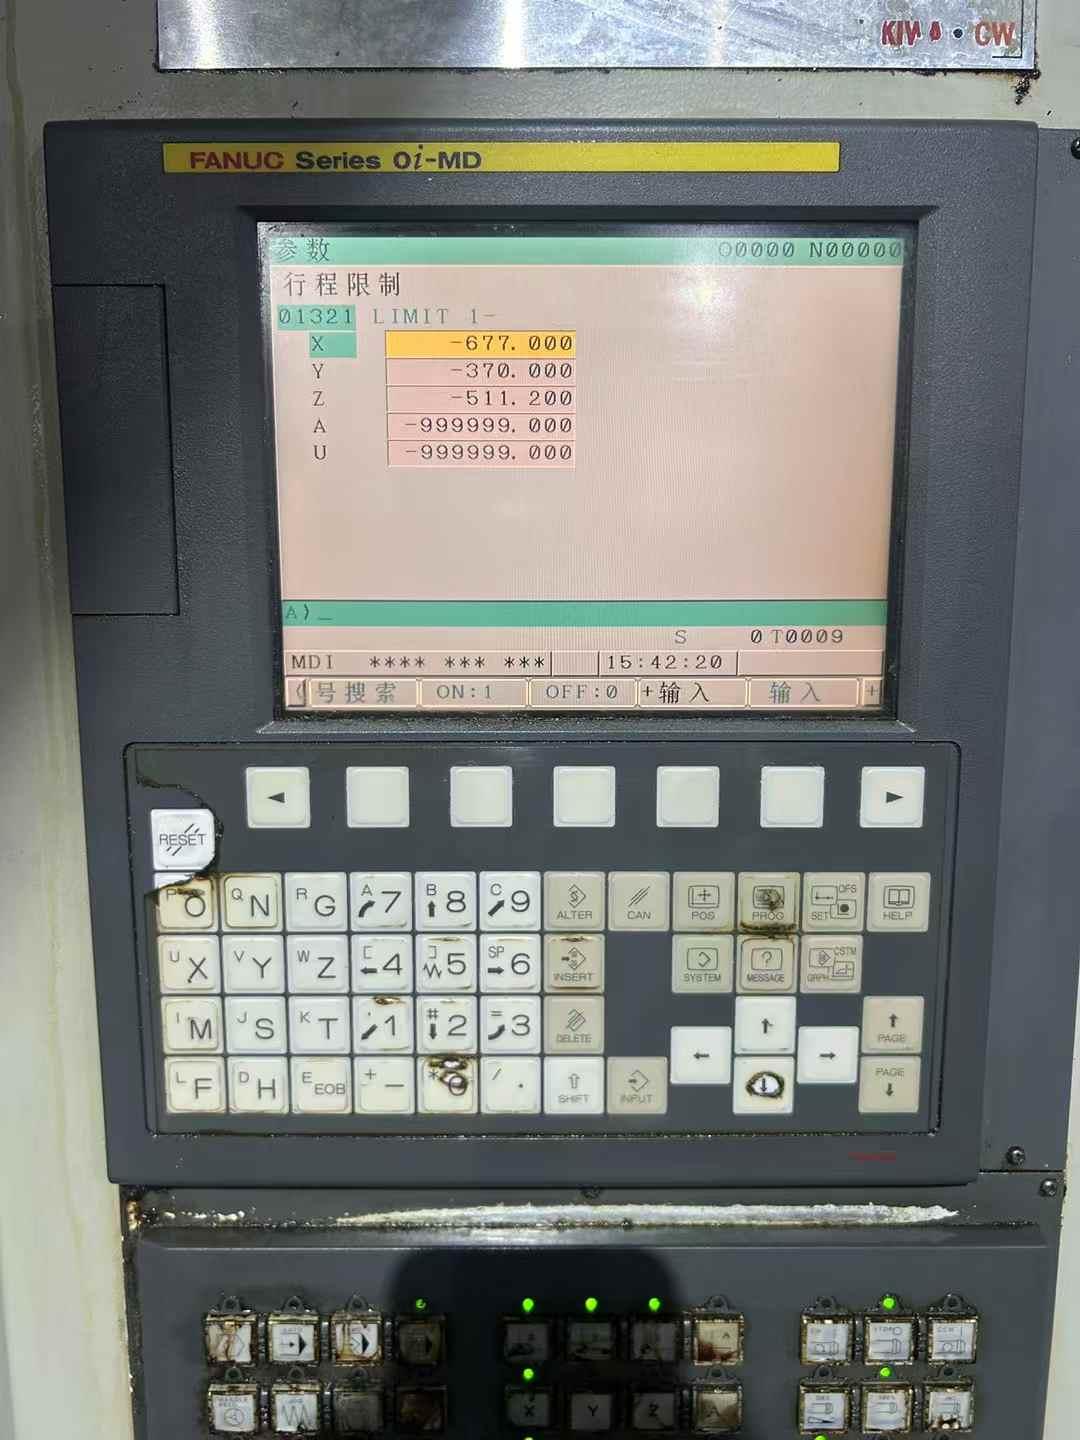 FANUC Series 0i-MD
参数 O0000 N00000
行程限制
01321 LIMIT 1-
X -677.000
Y -370.000
Z -511.200
A -999999.000
U -999999.000
A)_
S 0 T0009
MDI **** *** *** 15:42:20
(号搜索 ON:1 OFF:0 +输入 输入 +
RESET
P O Q N R G A 7 B 8 C 9 ALTER CAN POS PROG OFS SET HELP
U X V Y W Z [ 4 ] 5 SP 6 INSERT SYSTEM MESSAGE CSTM GRPH
I M J S K T , 1 # 2 = 3 DELETE PAGE
L F D H E EOB + - * 0 / . SHIFT INPUT PAGE
X Y Z